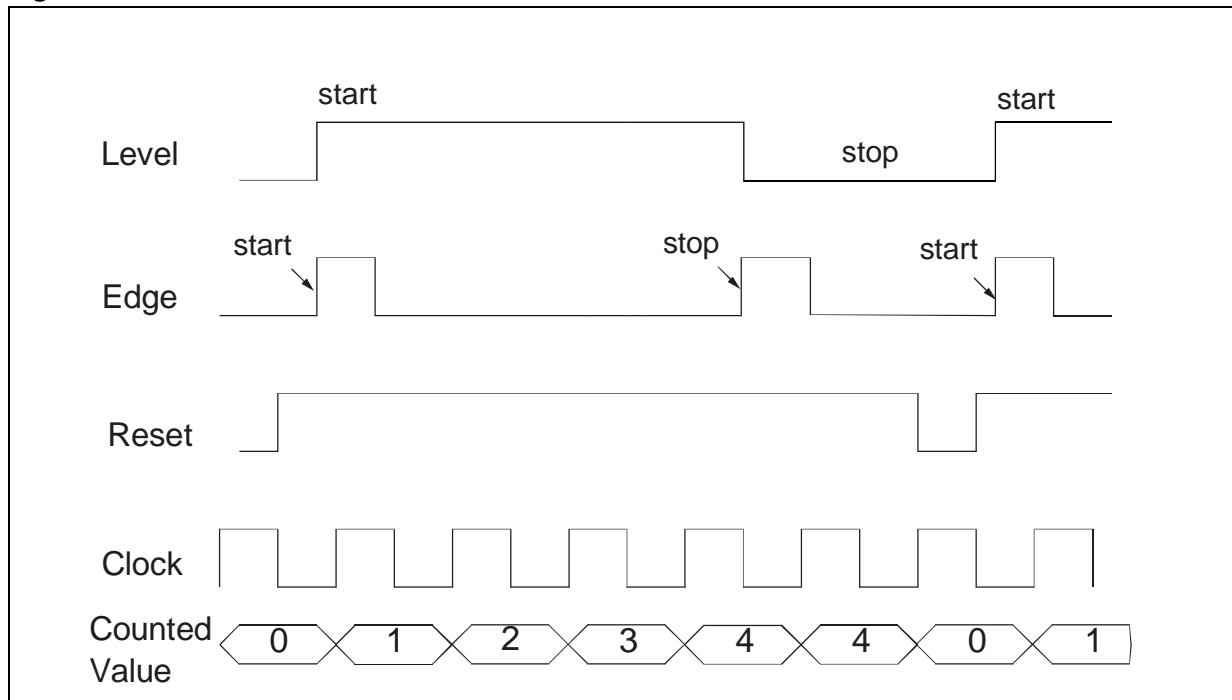 start
start
Level
stop
start
stop
start
Edge
Reset
Clock
Counted
Value
0 1 2 3 4 4 0 1